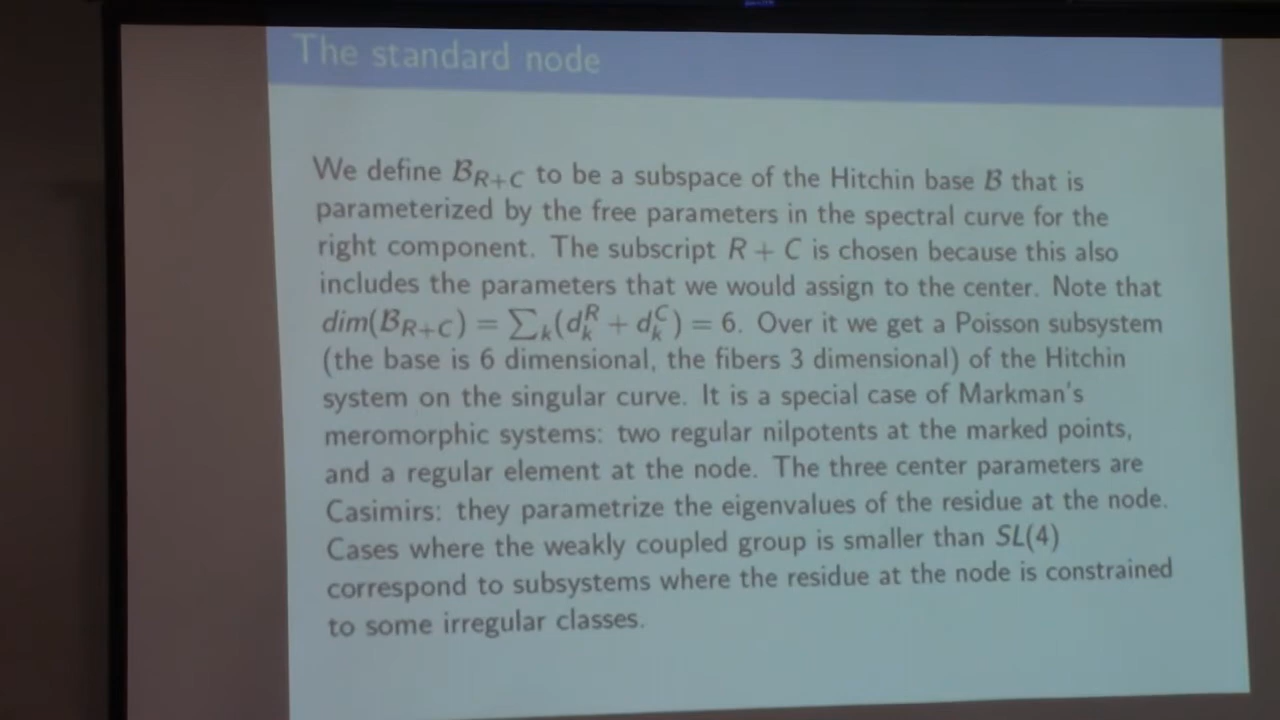 The standard node
We define 𝓑_{R+C} to be a subspace of the Hitchin base 𝓑 that is
parameterized by the free parameters in the spectral curve for the
right component. The subscript R + C is chosen because this also
includes the parameters that we would assign to the center. Note that
dim(𝓑_{R+C}) = ∑_k(d_k^R + d_k^C) = 6. Over it we get a Poisson subsystem
(the base is 6 dimensional, the fibers 3 dimensional) of the Hitchin
system on the singular curve. It is a special case of Markman's
meromorphic systems: two regular nilpotents at the marked points,
and a regular element at the node. The three center parameters are
Casimirs: they parametrize the eigenvalues of the residue at the node.
Cases where the weakly coupled group is smaller than SL(4)
correspond to subsystems where the residue at the node is constrained
to some irregular classes.